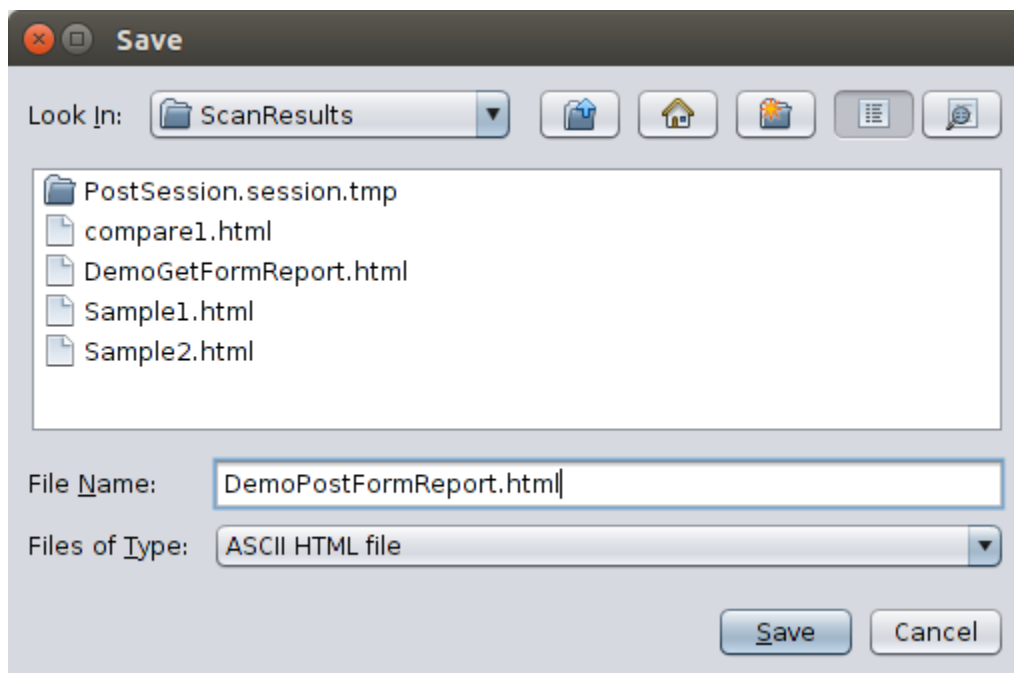 Save
Look In: ScanResults
PostSession.session.tmp
compare1.html
DemoGetFormReport.html
Sample1.html
Sample2.html
File Name: DemoPostFormReport.html
Files of Type: ASCII HTML file
Save Cancel